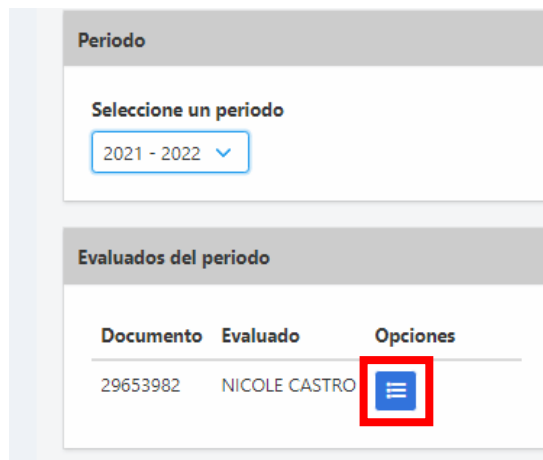 Periodo
Seleccione un periodo
2021 - 2022
Evaluados del periodo
Documento Evaluado Opciones
29653982 NICOLE CASTRO